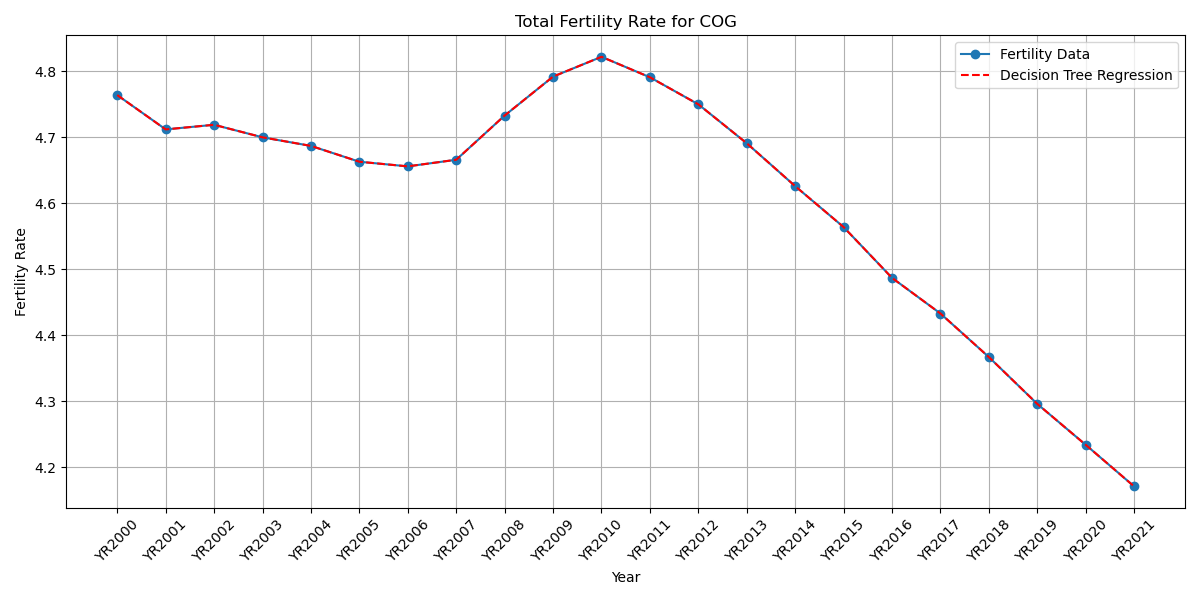 Total Fertility Rate for COG
Fertility Data
Decision Tree Regression
Fertility Rate
4.8
4.7
4.6
4.5
4.4
4.3
4.2
YR2000
YR2001
YR2002
YR2003
YR2004
YR2005
YR2006
YR2007
YR2008
YR2009
YR2010
YR2011
YR2012
YR2013
YR2014
YR2015
YR2016
YR2017
YR2018
YR2019
YR2020
YR2021
Year